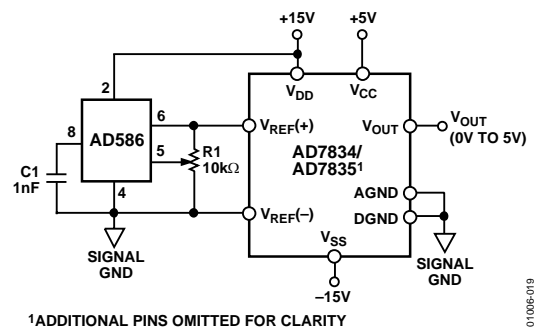 +15V
+5V
2
VDD
VCC
8
AD586
6
VREF(+)
VOUT
VOUT
(0V TO 5V)
5
R1
10kΩ
AD7834/
AD7835¹
C1
1nF
4
AGND
DGND
VREF(–)
VSS
SIGNAL
GND
SIGNAL
GND
–15V
¹ADDITIONAL PINS OMITTED FOR CLARITY
01006-019